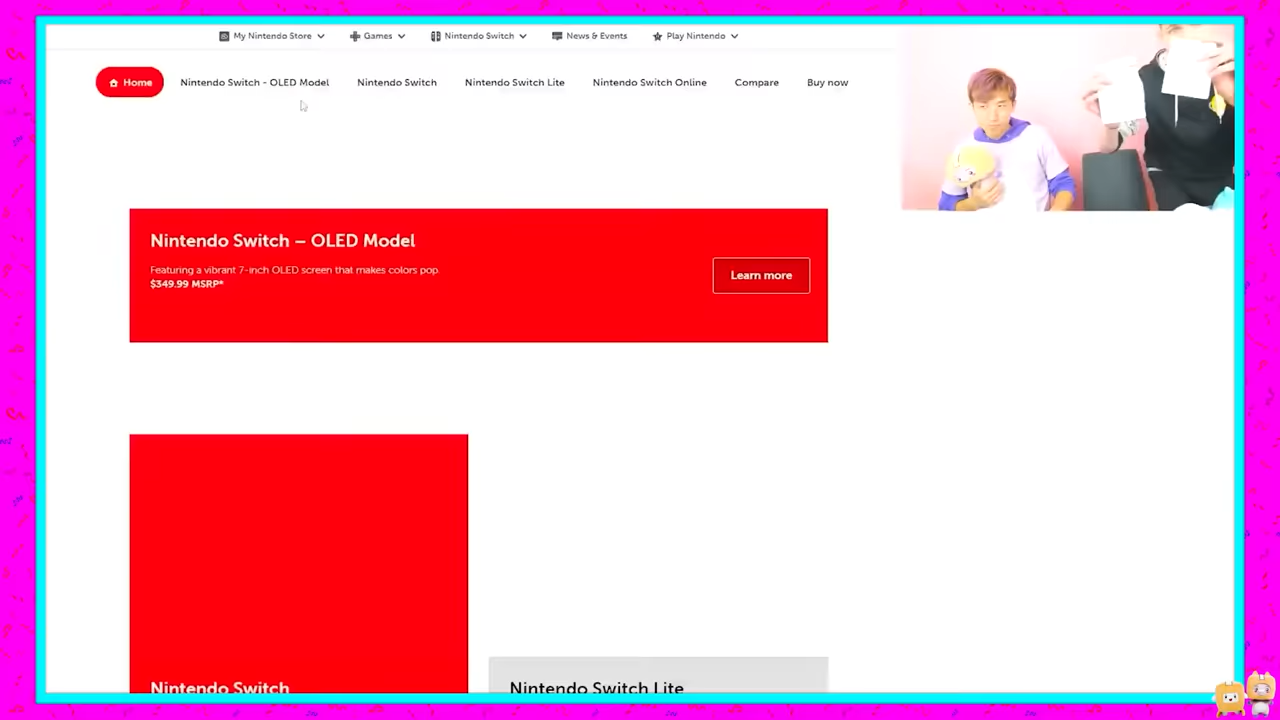 My Nintendo Store
Games
Nintendo Switch
News & Events
Play Nintendo
Home
Nintendo Switch - OLED Model
Nintendo Switch
Nintendo Switch Lite
Nintendo Switch Online
Compare
Buy now
Nintendo Switch – OLED Model
Featuring a vibrant 7-inch OLED screen that makes colors pop.
$349.99 MSRP*
Learn more
Nintendo Switch
Nintendo Switch Lite